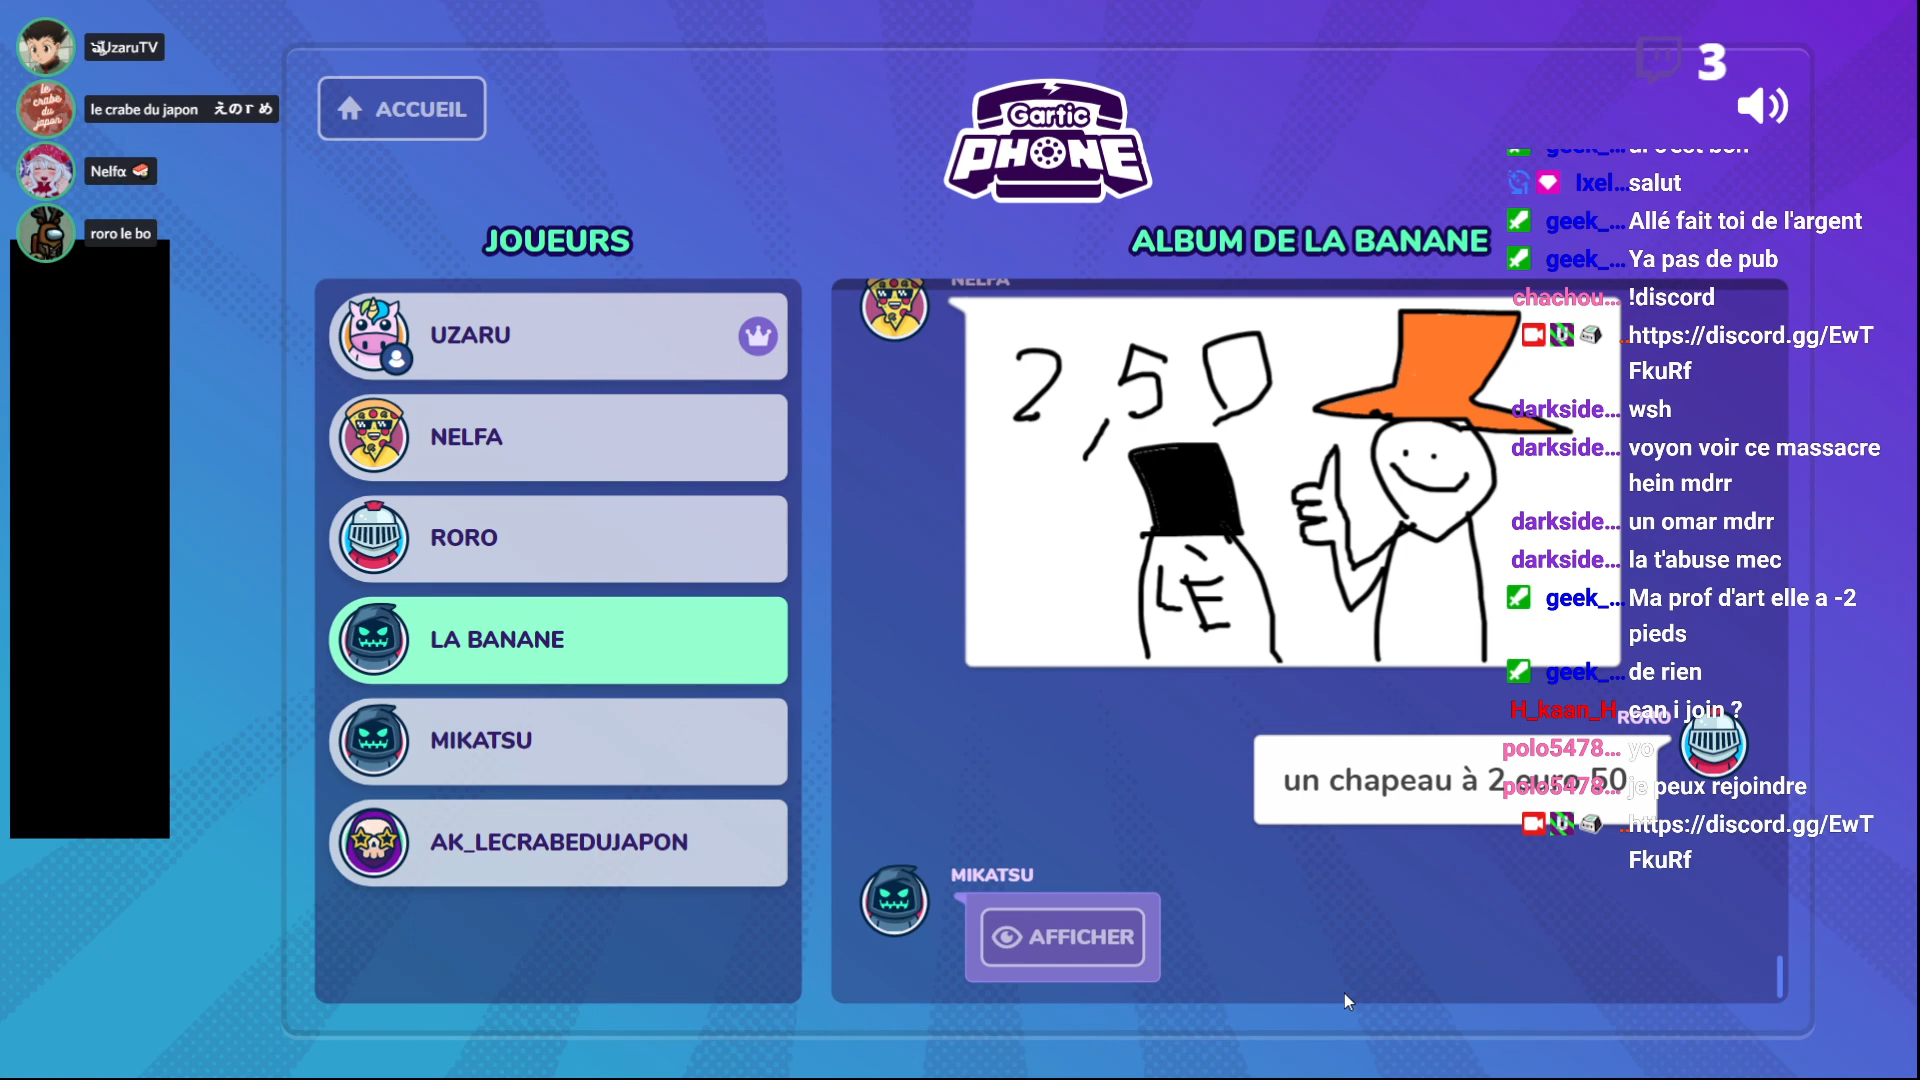 UzaruTV
le crabe du japon
Nelfα
roro le bo
ACCUEIL
Gartic
PHONE
3
JOUEURS
ALBUM DE LA BANANE
UZARU
NELFA
RORO
LA BANANE
MIKATSU
AK_LECRABEDUJAPON
NELFA
2,50
LE
RORO
un chapeau à 2 euro 50
MIKATSU
AFFICHER
Ixel... salut
geek_... Allé fait toi de l'argent
geek_... Ya pas de pub
chachou... !discord
https://discord.gg/EwT
FkuRf
darkside... wsh
darkside... voyon voir ce massacre
hein mdrr
darkside... un omar mdrr
darkside... la t'abuse mec
geek_... Ma prof d'art elle a -2
pieds
geek_... de rien
H_kaan_H can i join ?
polo5478... yo
polo5478... je peux rejoindre
https://discord.gg/EwT
FkuRf